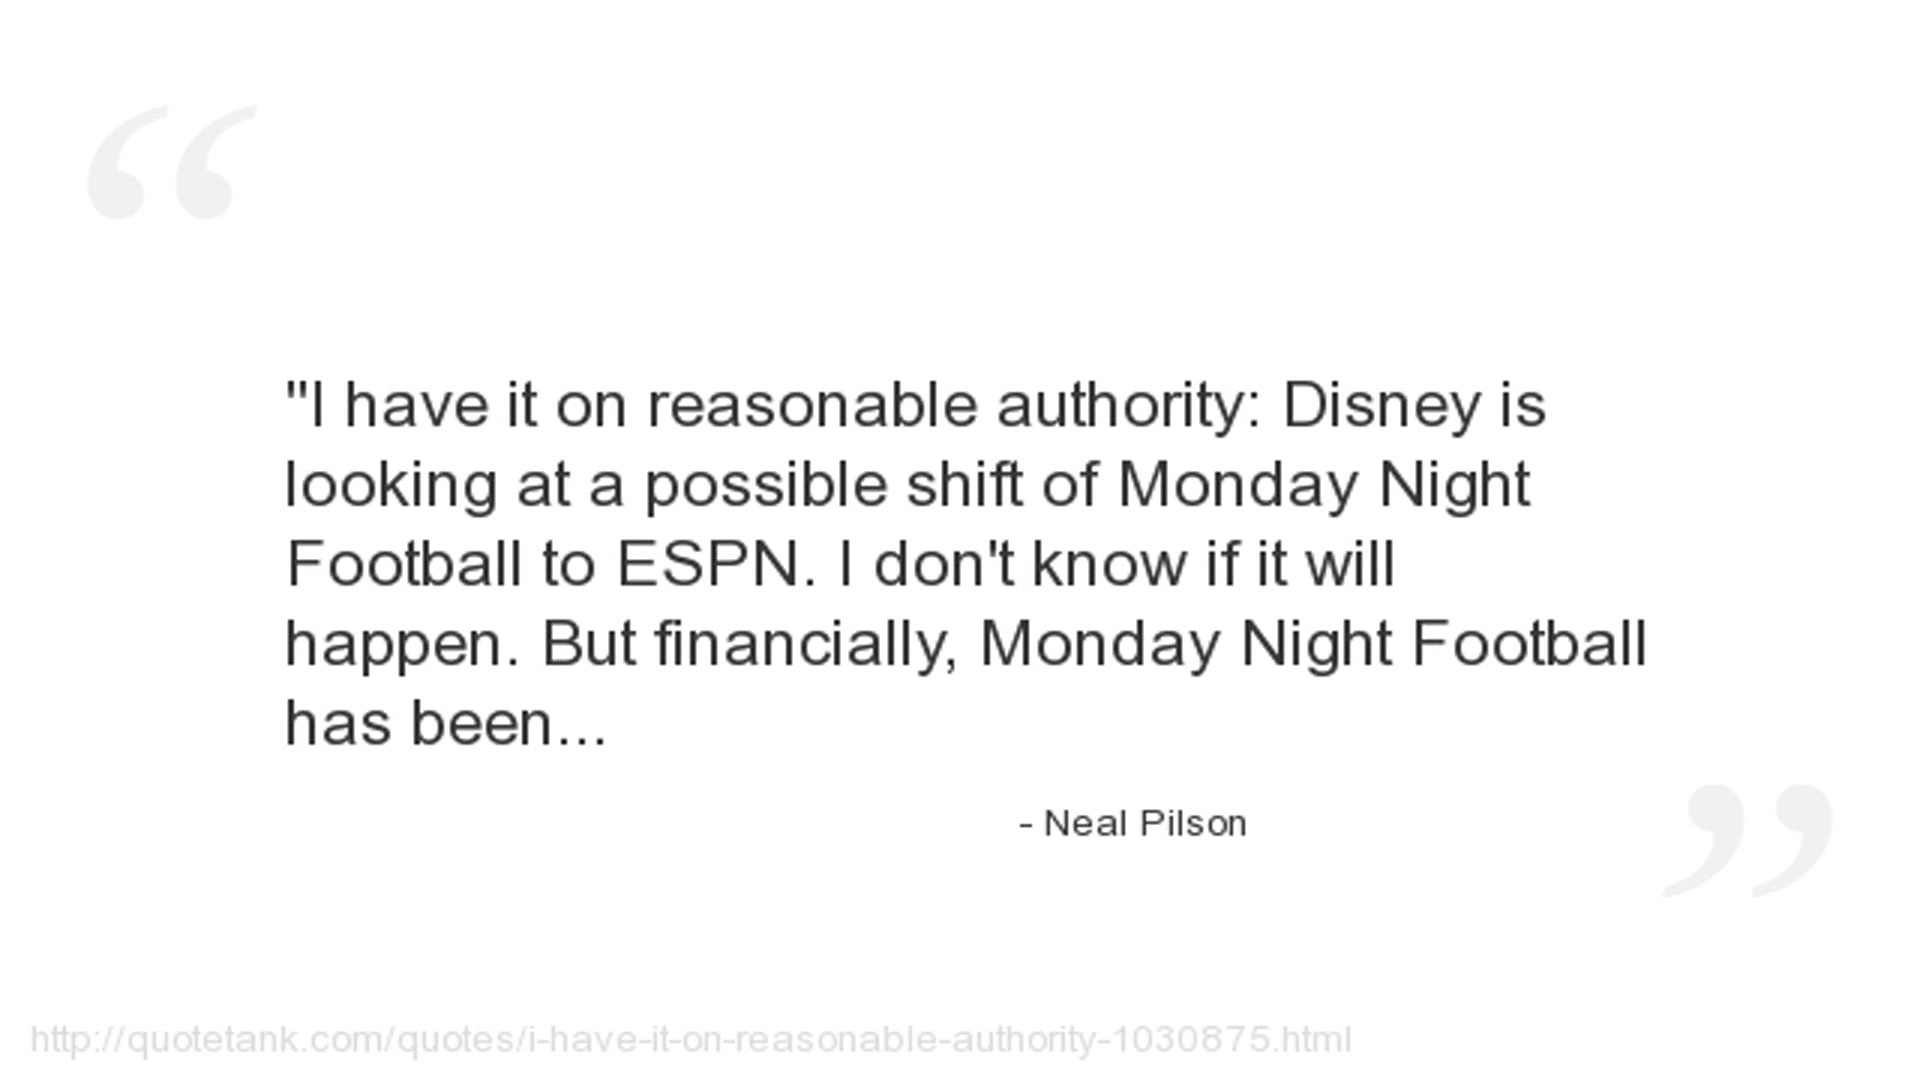 “
"I have it on reasonable authority: Disney is
looking at a possible shift of Monday Night
Football to ESPN. I don't know if it will
happen. But financially, Monday Night Football
has been...
- Neal Pilson
”
http://quotetank.com/quotes/i-have-it-on-reasonable-authority-1030875.html